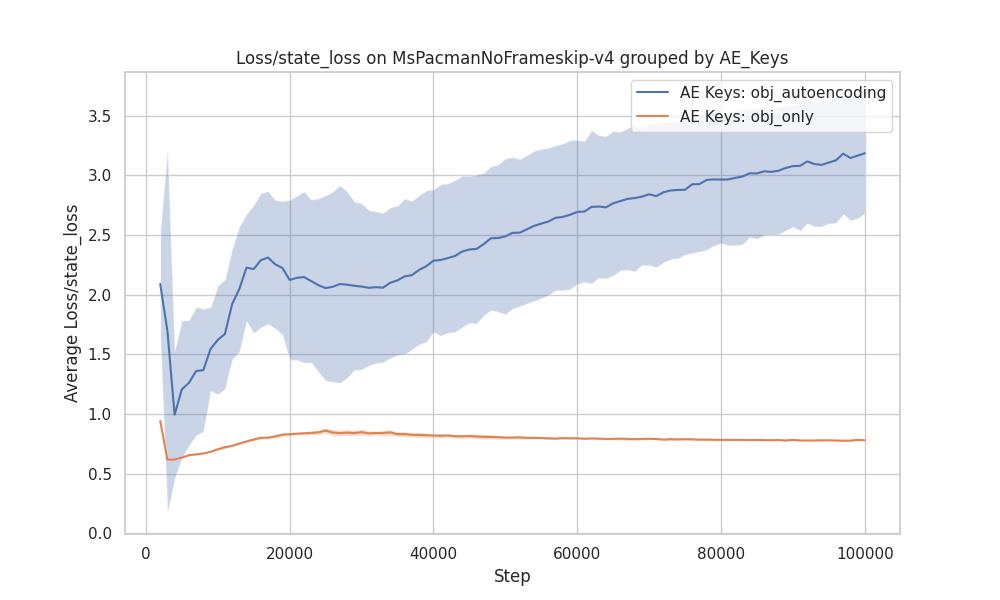 Loss/state_loss on MsPacmanNoFrameskip-v4 grouped by AE_Keys
AE Keys: obj_autoencoding
AE Keys: obj_only
Average Loss/state_loss
3.5
3.0
2.5
2.0
1.5
1.0
0.5
0.0
0
20000
40000
60000
80000
100000
Step